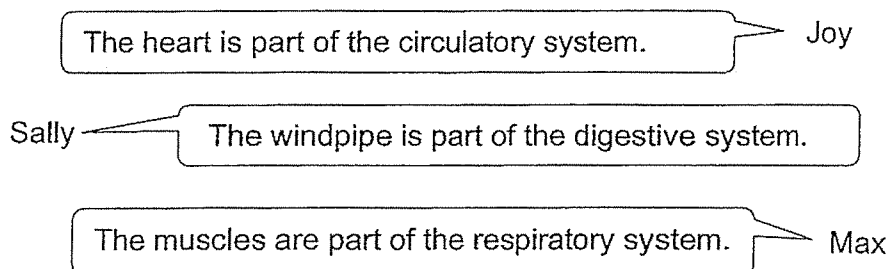 The heart is part of the circulatory system. Joy
Sally The windpipe is part of the digestive system.
The muscles are part of the respiratory system. Max